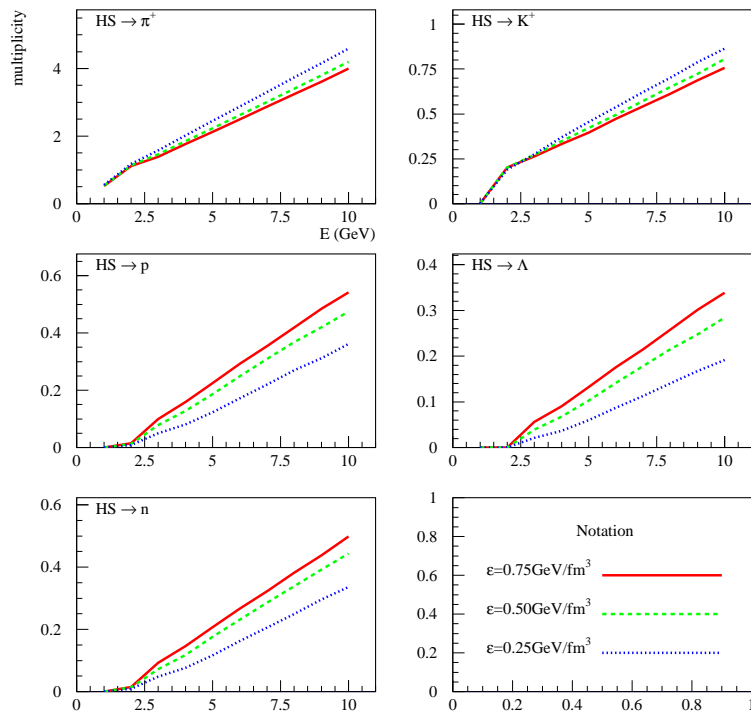 multiplicity
HS → π⁺
4
2
0
0 2.5 5 7.5 10
E (GeV)
HS → K⁺
1
0.75
0.5
0.25
0
0 2.5 5 7.5 10
HS → p
0.6
0.4
0.2
0
0 2.5 5 7.5 10
HS → Λ
0.4
0.3
0.2
0.1
0
0 2.5 5 7.5 10
HS → n
0.6
0.4
0.2
0
0 2.5 5 7.5 10
1
0.8
0.6
0.4
0.2
0
0 0.2 0.4 0.6 0.8 1
Notation
ε=0.75GeV/fm³
ε=0.50GeV/fm³
ε=0.25GeV/fm³